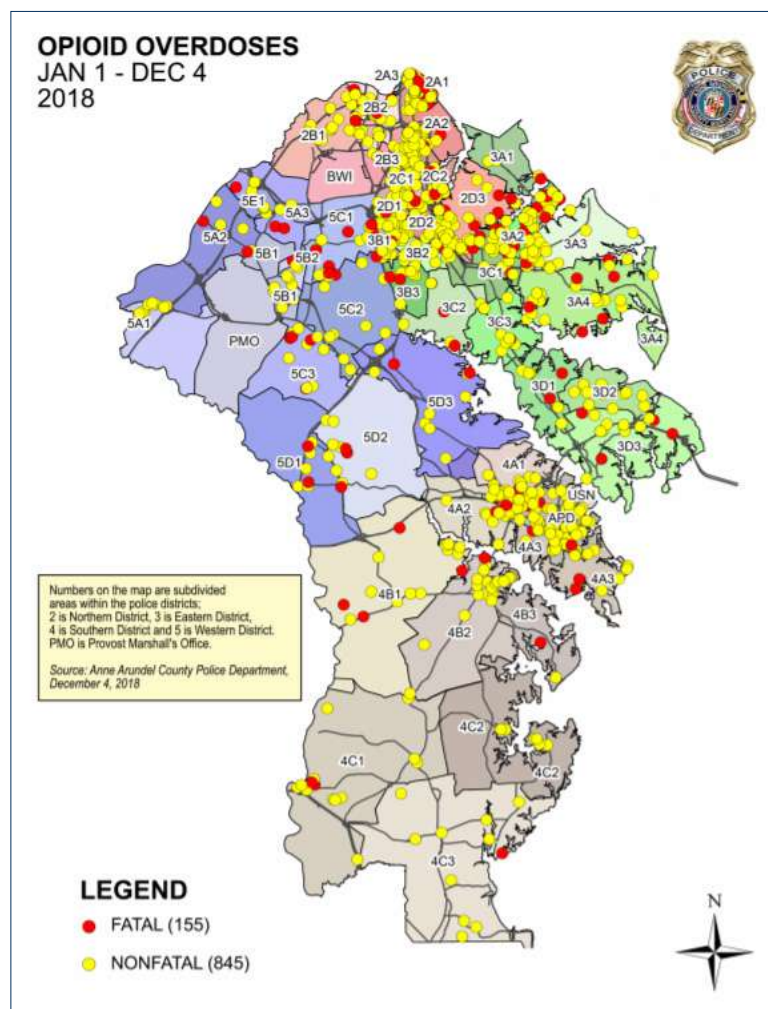 OPIOID OVERDOSES
JAN 1 - DEC 4
2018
POLICE
DEPARTMENT
2A3
2A1
2B2
2A2
2B1
2B3
3A1
BWI
2C1
2C2
2D3
5E1
5A3
5C1
2D1
2D2
3A2
3A3
5A2
3B1
5B1
5B2
3B2
3C1
5B1
3B3
3A4
5A1
5C2
3C2
3C3
3A4
PMO
5C3
3D1
3D2
5D3
5D2
3D3
5D1
4A1
USN
4A2
APD
4A3
4A3
4B1
4B3
4B2
4C2
4C1
4C2
4C3
Numbers on the map are subdivided
areas within the police districts;
2 is Northern District, 3 is Eastern District,
4 is Southern District and 5 is Western District.
PMO is Provost Marshall's Office.
Source: Anne Arundel County Police Department,
December 4, 2018
LEGEND
FATAL (155)
NONFATAL (845)
N